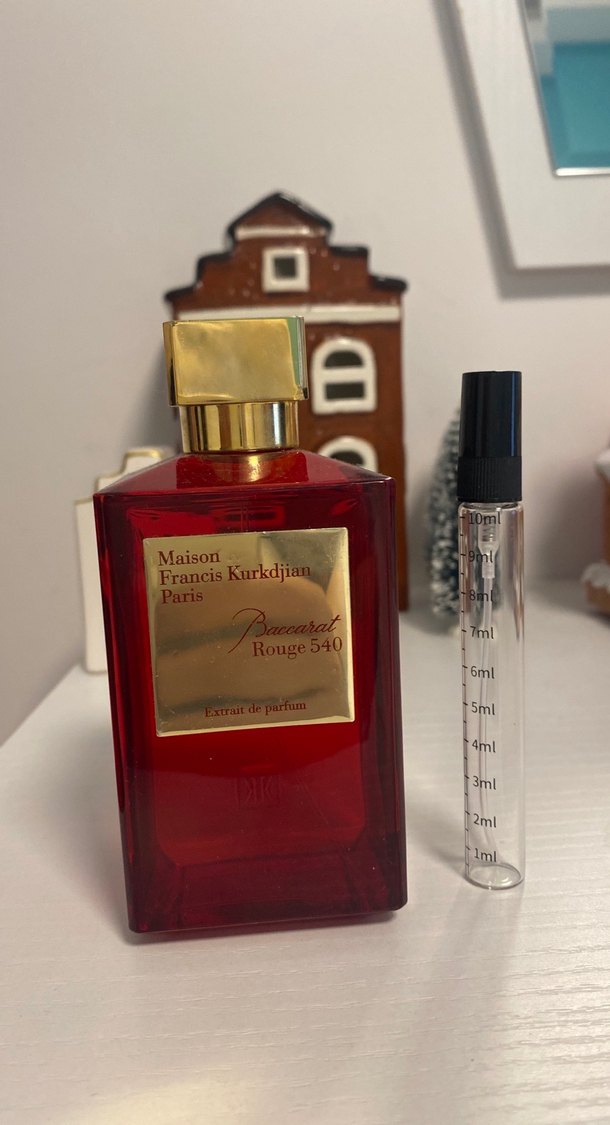 Maison
Francis Kurkdjian
Paris
Baccarat
Rouge 540
Extrait de parfum
10ml
9ml
8ml
7ml
6ml
5ml
4ml
3ml
2ml
1ml